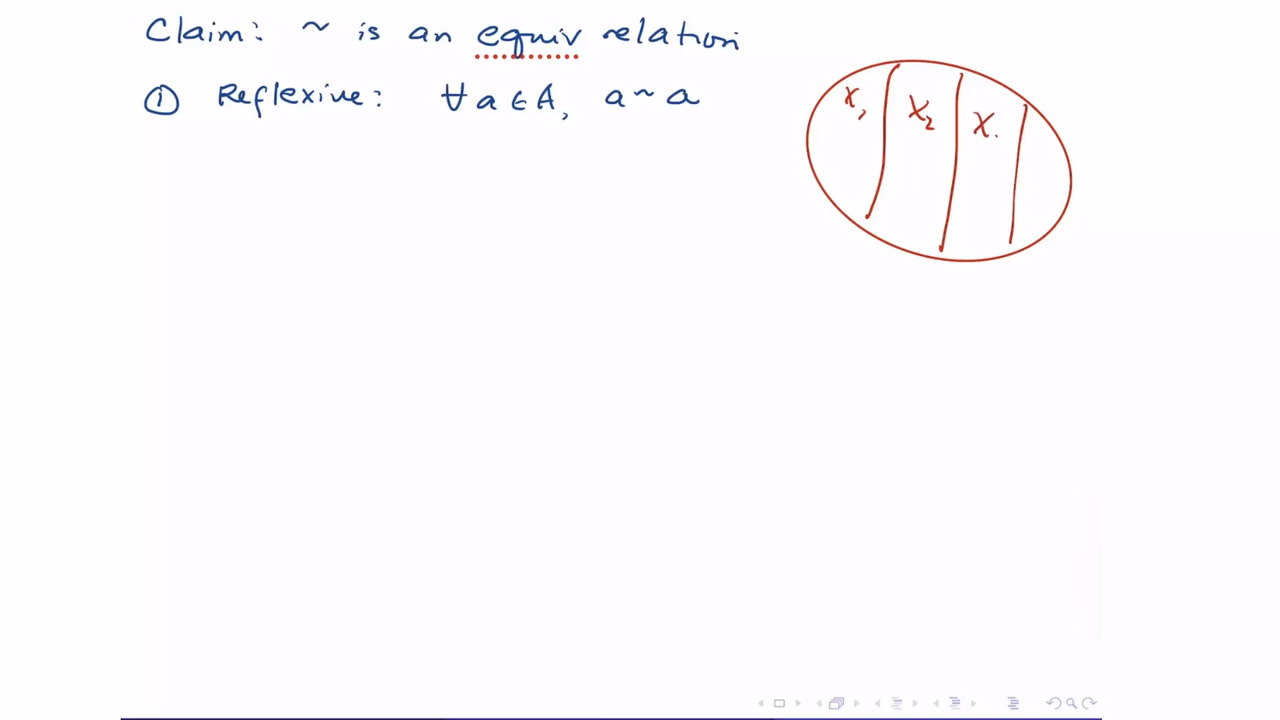 Claim: ~ is an equiv relation
① Reflexive: ∀a∈A, a~a
X₁ X₂ X.